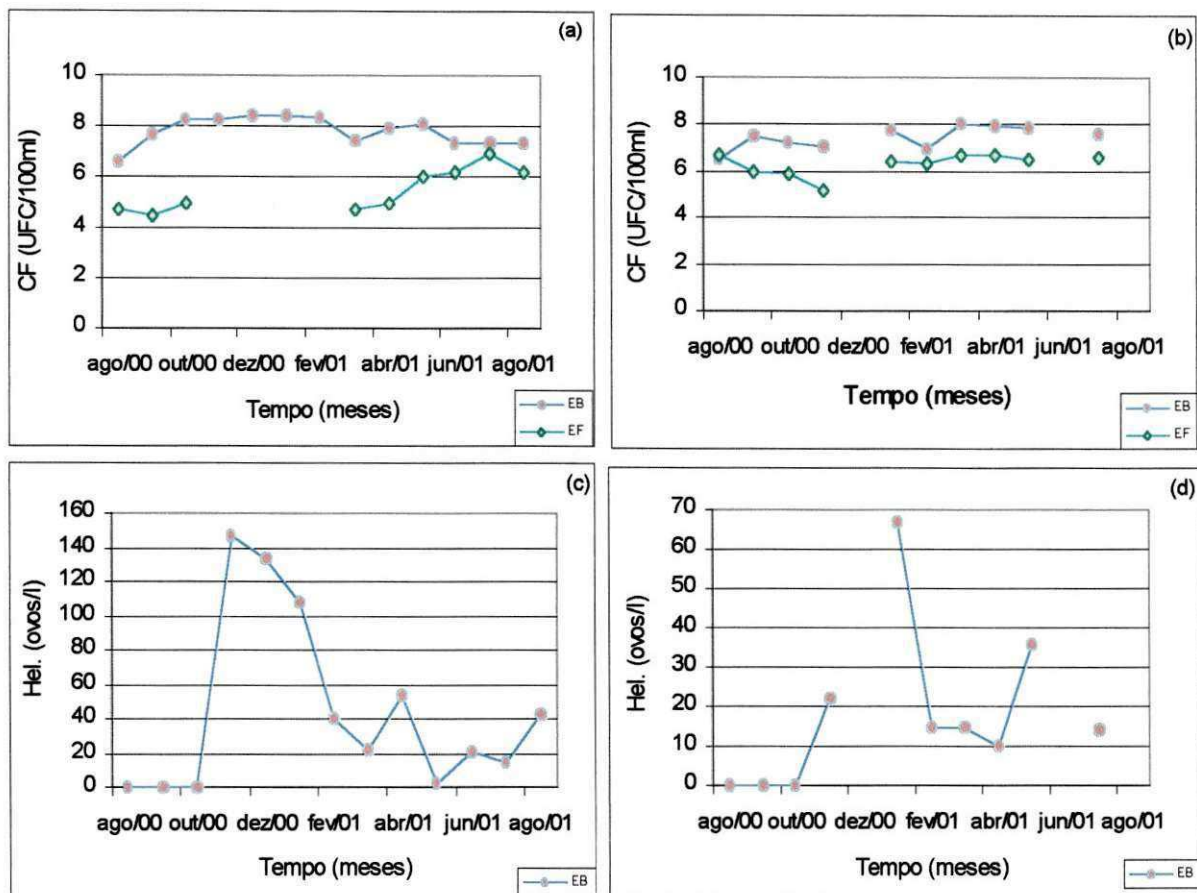 (a)
CF (UFC/100ml)
10
8
6
4
2
0
ago/00 out/00 dez/00 fev/01 abr/01 jun/01 ago/01
Tempo (meses)
EB
EF
(b)
CF (UFC/100ml)
10
8
6
4
2
0
ago/00 out/00 dez/00 fev/01 abr/01 jun/01 ago/01
Tempo (meses)
EB
EF
(c)
Hel. (ovos/l)
160
140
120
100
80
60
40
20
0
ago/00 out/00 dez/00 fev/01 abr/01 jun/01 ago/01
Tempo (meses)
EB
(d)
Hel. (ovos/l)
70
60
50
40
30
20
10
0
ago/00 out/00 dez/00 fev/01 abr/01 jun/01 ago/01
Tempo (meses)
EB